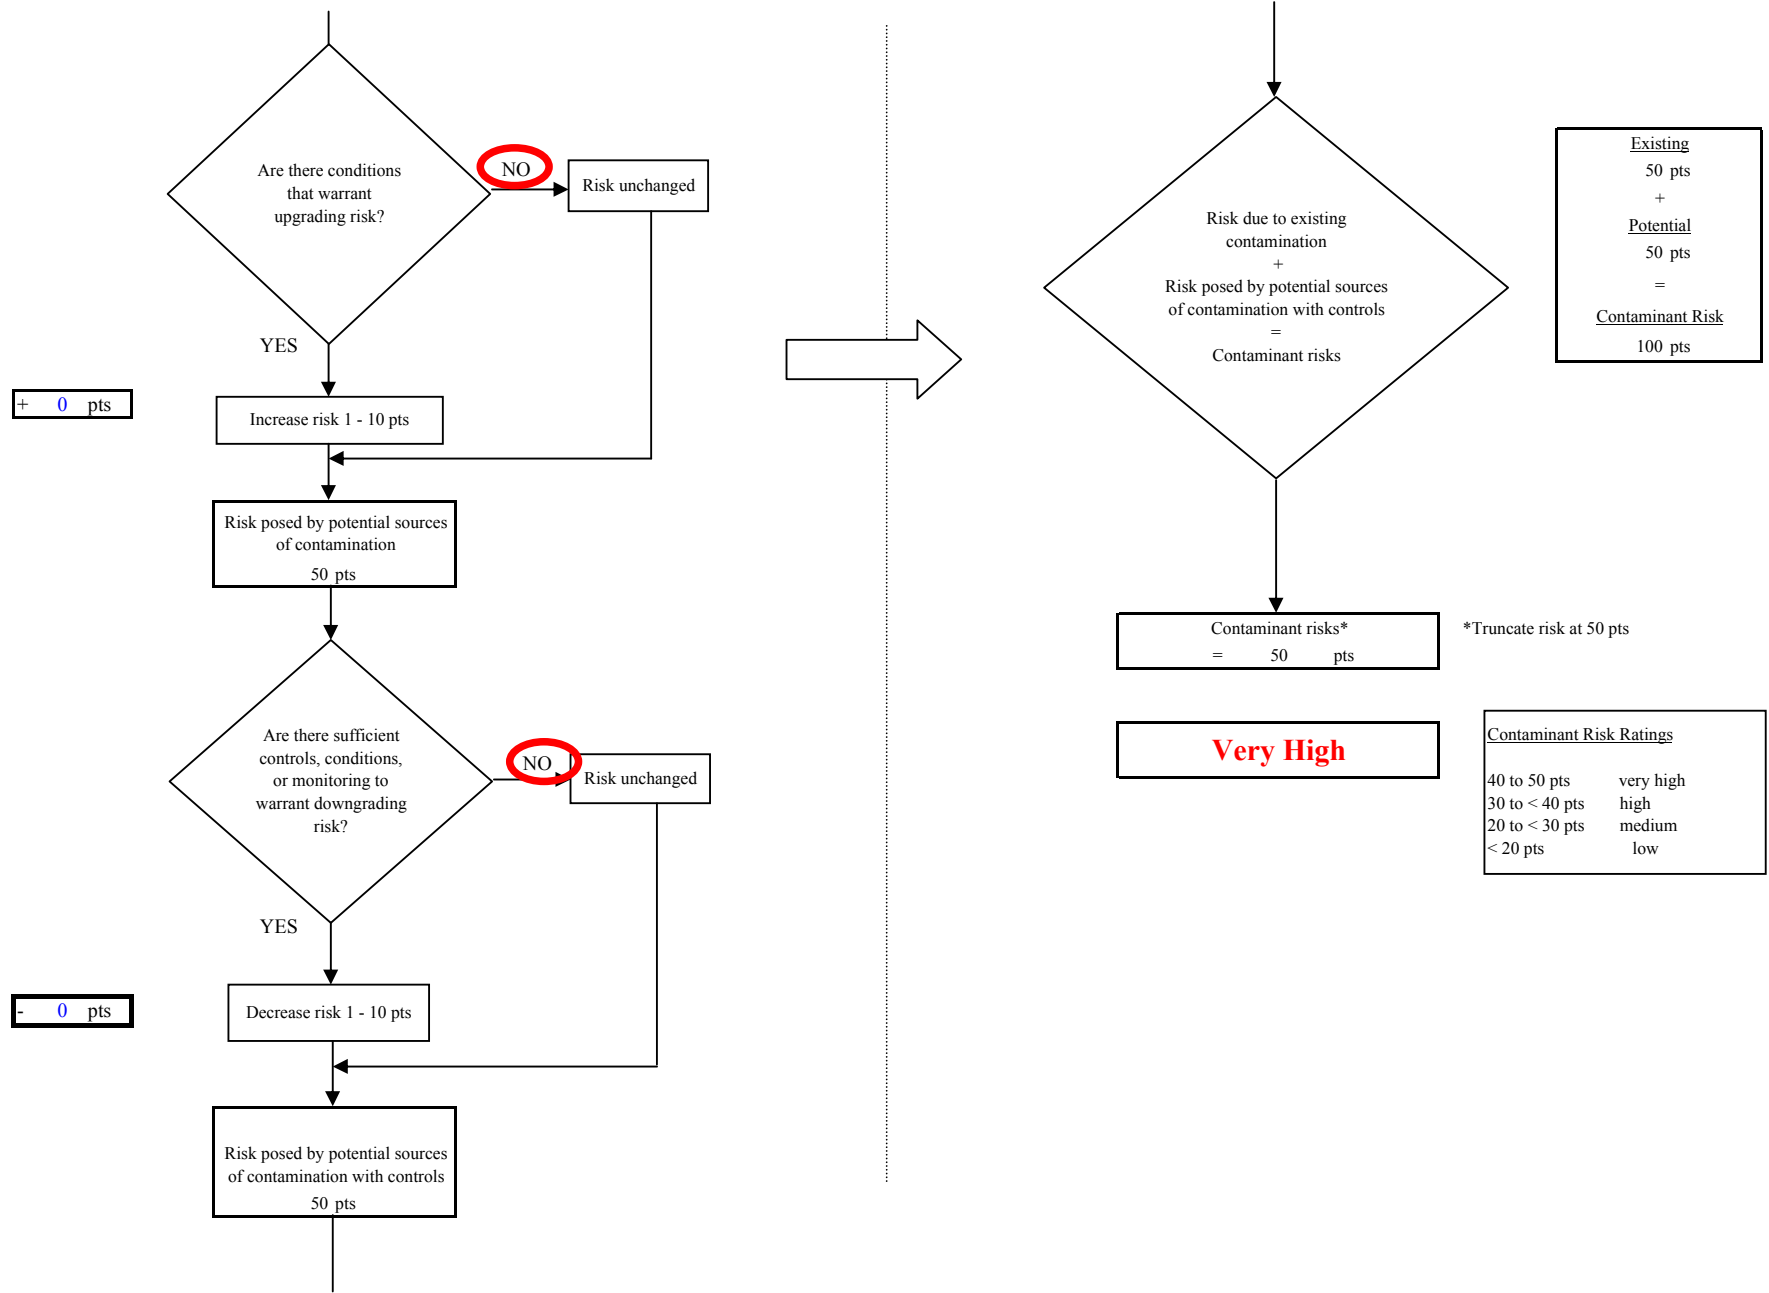 Are there conditions
that warrant
upgrading risk?
NO
Risk unchanged
YES
+ 0 pts
Increase risk 1 - 10 pts
Risk posed by potential sources
of contamination
50 pts
Are there sufficient
controls, conditions,
or monitoring to
warrant downgrading
risk?
NO
Risk unchanged
YES
- 0 pts
Decrease risk 1 - 10 pts
Risk posed by potential sources
of contamination with controls
50 pts
Risk due to existing
contamination
+
Risk posed by potential sources
of contamination with controls
=
Contaminant risks
Existing
50 pts
+
Potential
50 pts
=
Contaminant Risk
100 pts
Contaminant risks*
= 50 pts
*Truncate risk at 50 pts
Very High
Contaminant Risk Ratings
40 to 50 pts very high
30 to < 40 pts high
20 to < 30 pts medium
< 20 pts low